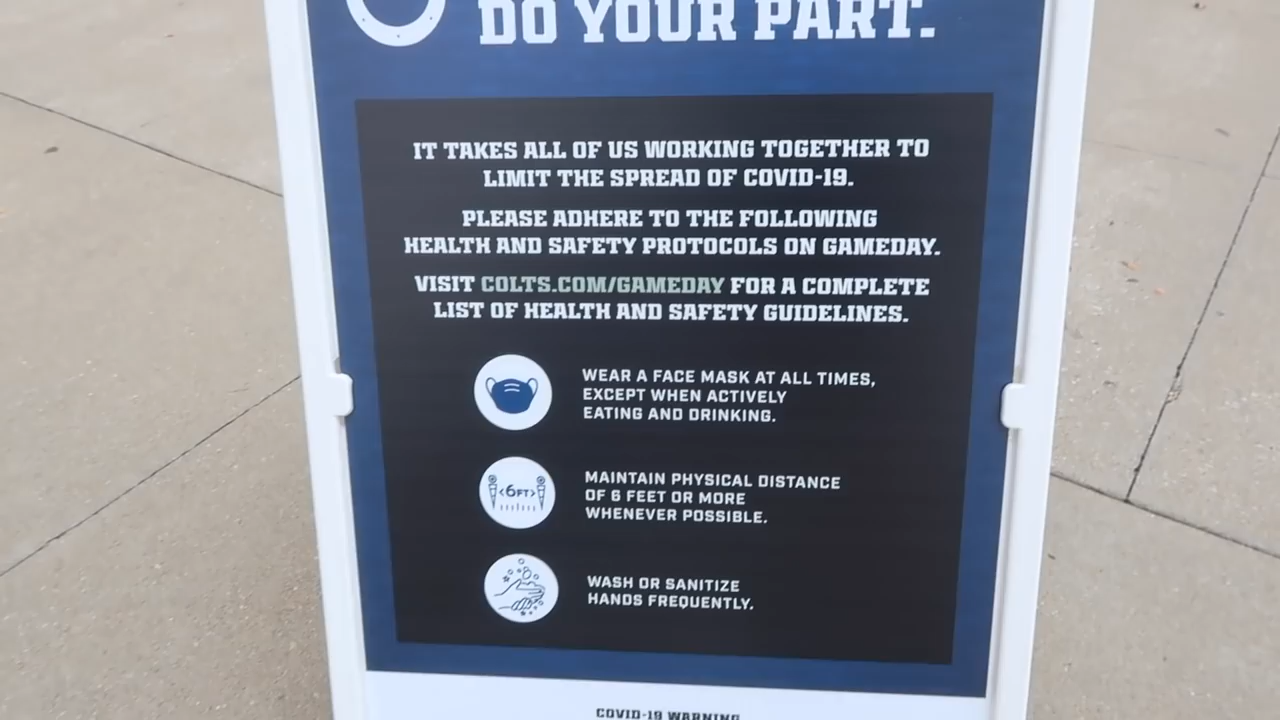 DO YOUR PART.
IT TAKES ALL OF US WORKING TOGETHER TO
LIMIT THE SPREAD OF COVID-19.
PLEASE ADHERE TO THE FOLLOWING
HEALTH AND SAFETY PROTOCOLS ON GAMEDAY.
VISIT COLTS.COM/GAMEDAY FOR A COMPLETE
LIST OF HEALTH AND SAFETY GUIDELINES.
WEAR A FACE MASK AT ALL TIMES,
EXCEPT WHEN ACTIVELY
EATING AND DRINKING.
<6FT>
MAINTAIN PHYSICAL DISTANCE
OF 6 FEET OR MORE
WHENEVER POSSIBLE.
WASH OR SANITIZE
HANDS FREQUENTLY.
COVID-19 WARNING